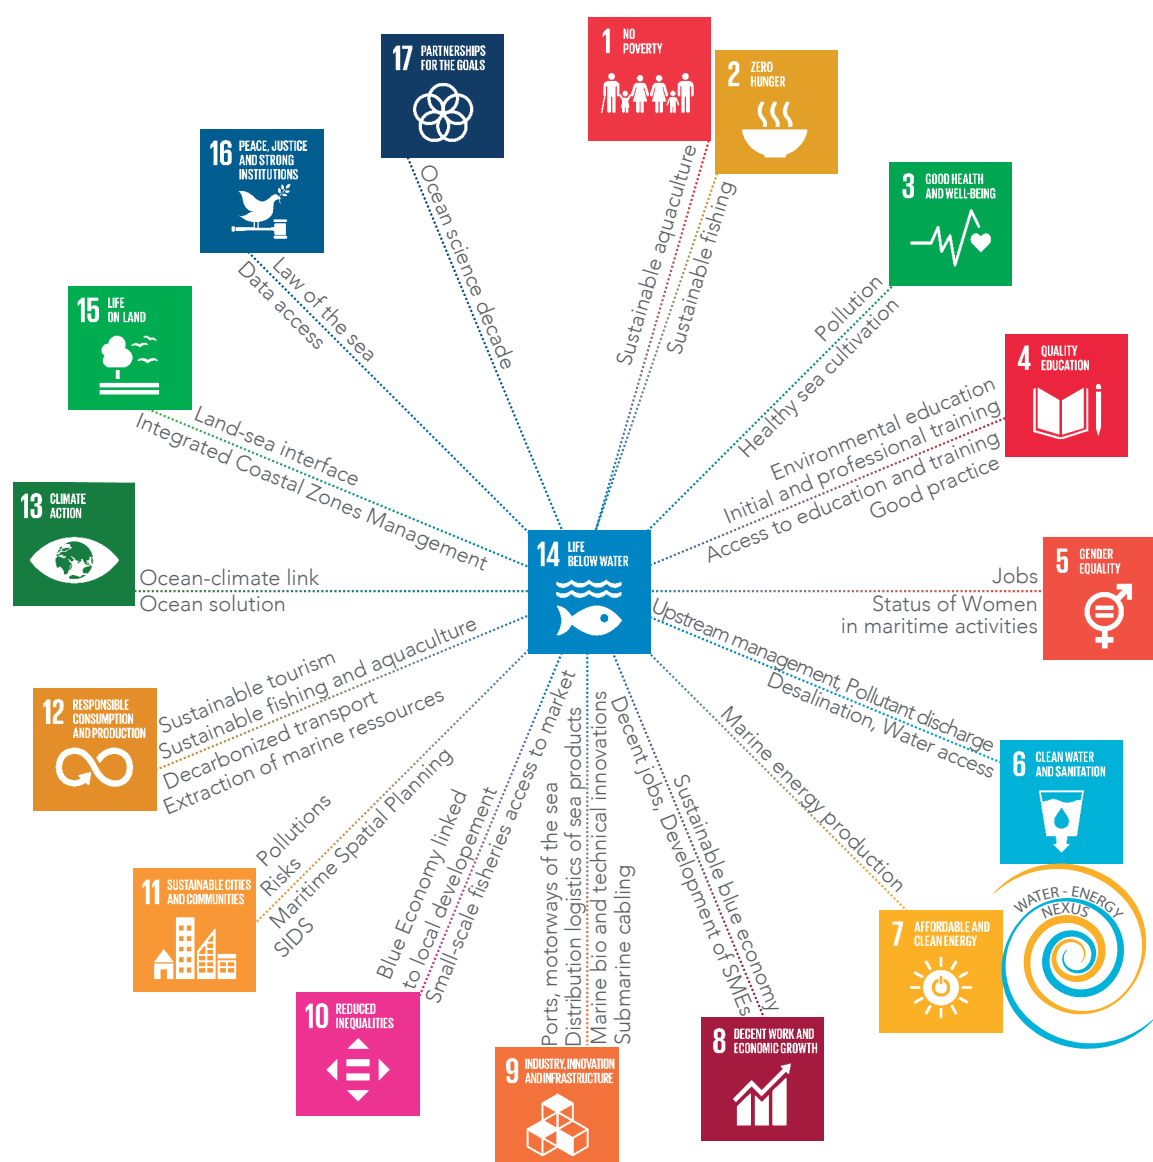 1 NO
POVERTY
2 ZERO
HUNGER
Sustainable aquaculture
Sustainable fishing
3 GOOD HEALTH
AND WELL-BEING
Pollution
Healthy sea cultivation
4 QUALITY
EDUCATION
Environmental education
Initial and professional training
Access to education and training
Good practice
5 GENDER
EQUALITY
Jobs
Status of Women
in maritime activities
6 CLEAN WATER
AND SANITATION
Upstream management, Pollutant discharge
Desalination, Water access
WATER - ENERGY
NEXUS
7 AFFORDABLE AND
CLEAN ENERGY
Marine energy production
8 DECENT WORK AND
ECONOMIC GROWTH
Sustainable blue economy
Decent jobs, Development of SMEs
9 INDUSTRY, INNOVATION
AND INFRASTRUCTURE
Ports, motorways of the sea
Distribution logistics of sea products
Marine bio and technical innovations
Submarine cabling
10 REDUCED
INEQUALITIES
Blue Economy linked
to local developement
Small-scale fisheries access to market
11 SUSTAINABLE CITIES
AND COMMUNITIES
Pollutions
Risks
Maritime Spatial Planning
SIDS
12 RESPONSIBLE
CONSUMPTION
AND PRODUCTION
Sustainable tourism
Sustainable fishing and aquaculture
Decarbonized transport
Extraction of marine ressources
13 CLIMATE
ACTION
Ocean-climate link
Ocean solution
14 LIFE
BELOW WATER
15 LIFE
ON LAND
Land-sea interface
Integrated Coastal Zones Management
16 PEACE, JUSTICE
AND STRONG
INSTITUTIONS
Law of the sea
Data access
17 PARTNERSHIPS
FOR THE GOALS
Ocean science decade